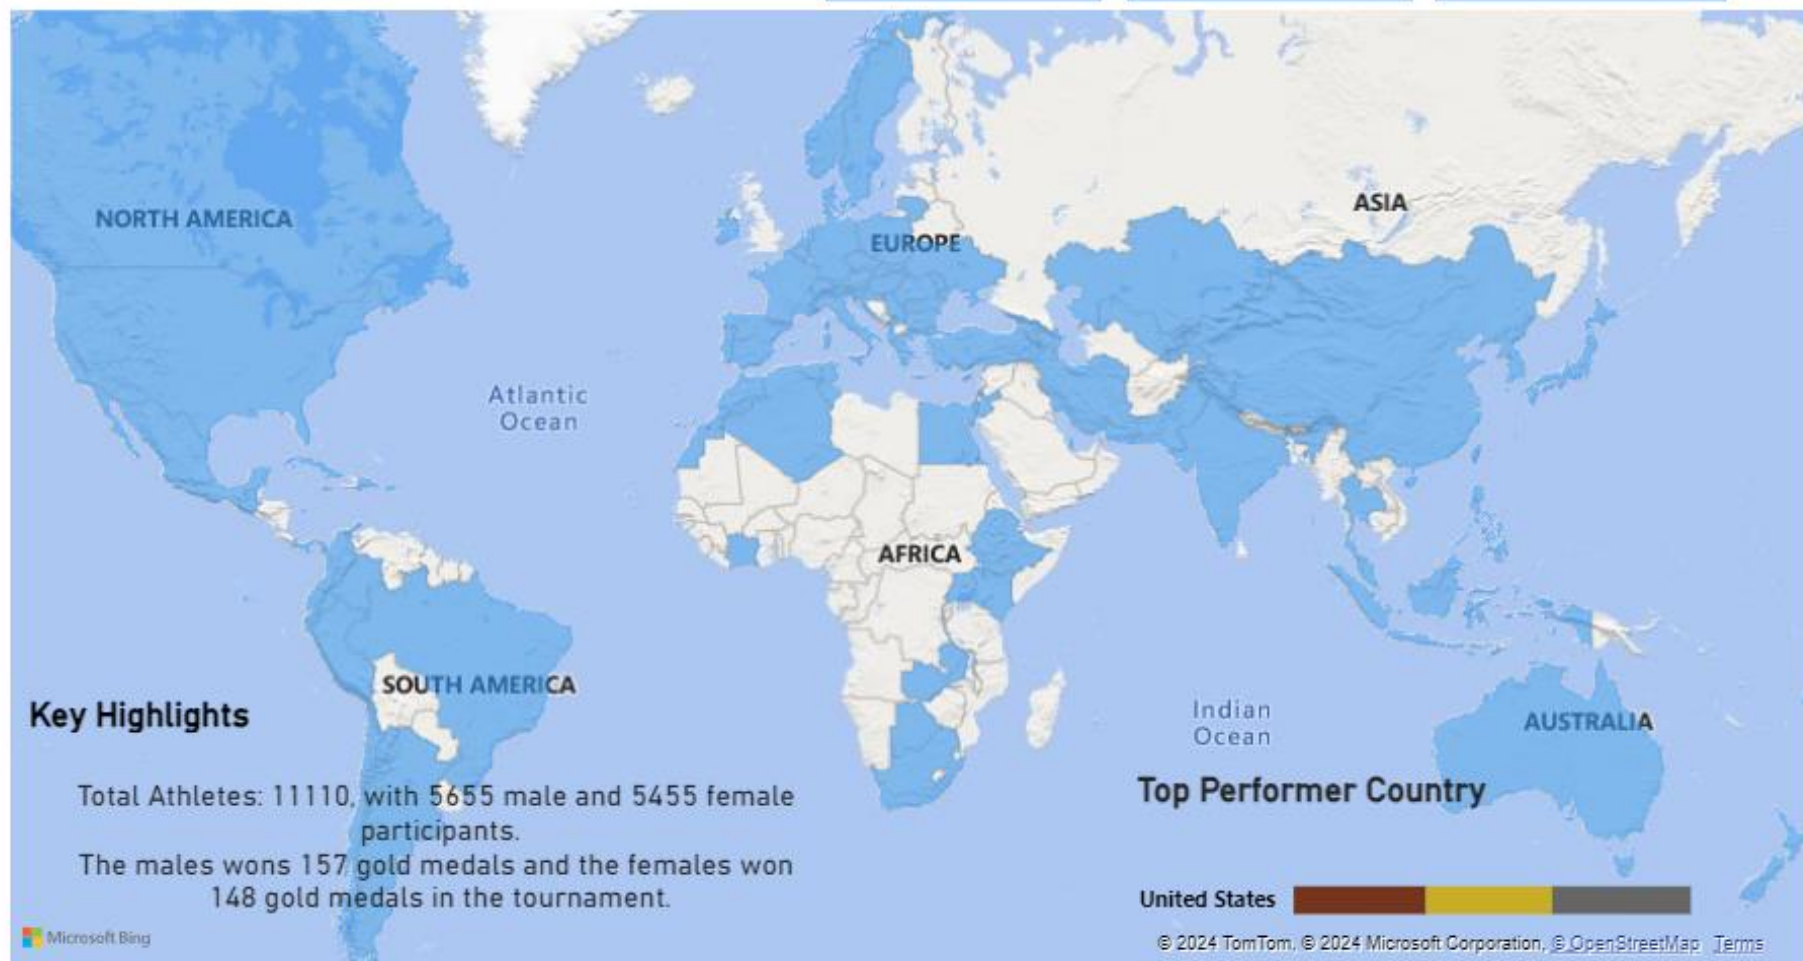 NORTH AMERICA
ASIA
EUROPE
Atlantic
Ocean
AFRICA
SOUTH AMERICA
Indian
Ocean
AUSTRALIA
Key Highlights
Total Athletes: 11110, with 5655 male and 5455 female
participants.
The males wons 157 gold medals and the females won
148 gold medals in the tournament.
Top Performer Country
United States
Microsoft Bing
© 2024 TomTom, © 2024 Microsoft Corporation, © OpenStreetMap Terms